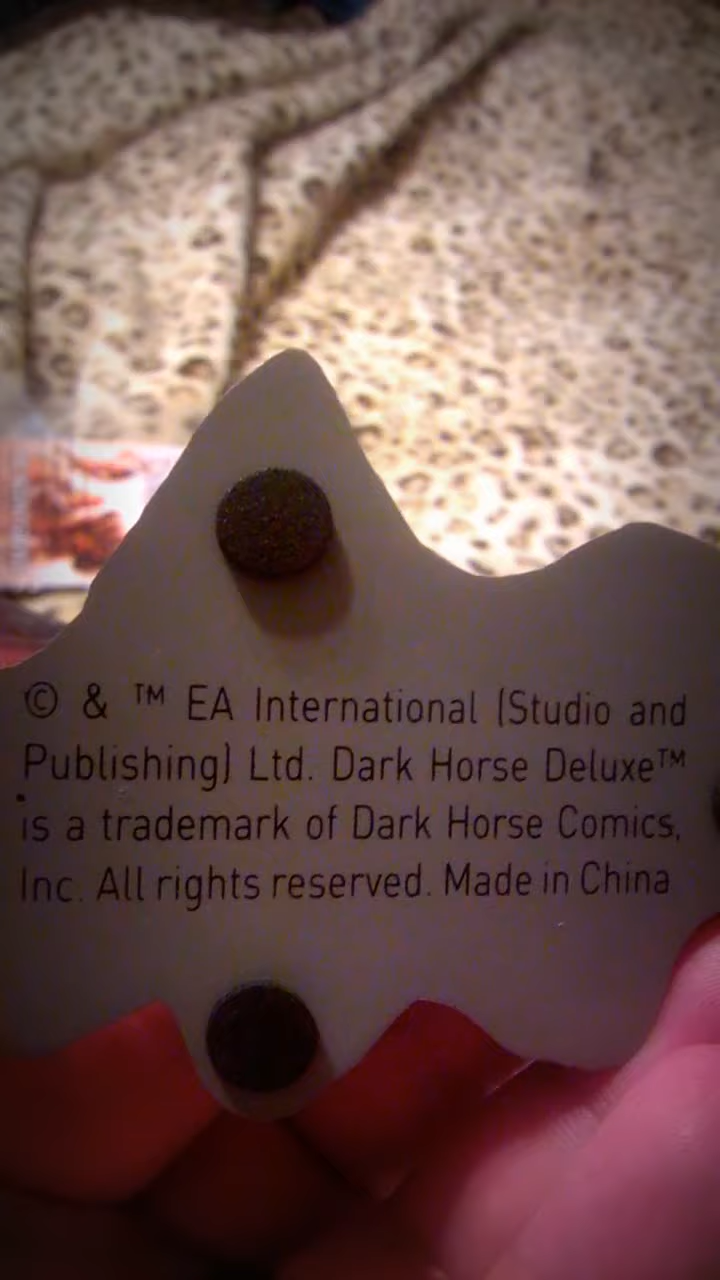 © & ™ EA International (Studio and
Publishing) Ltd. Dark Horse Deluxe™
is a trademark of Dark Horse Comics,
Inc. All rights reserved. Made in China